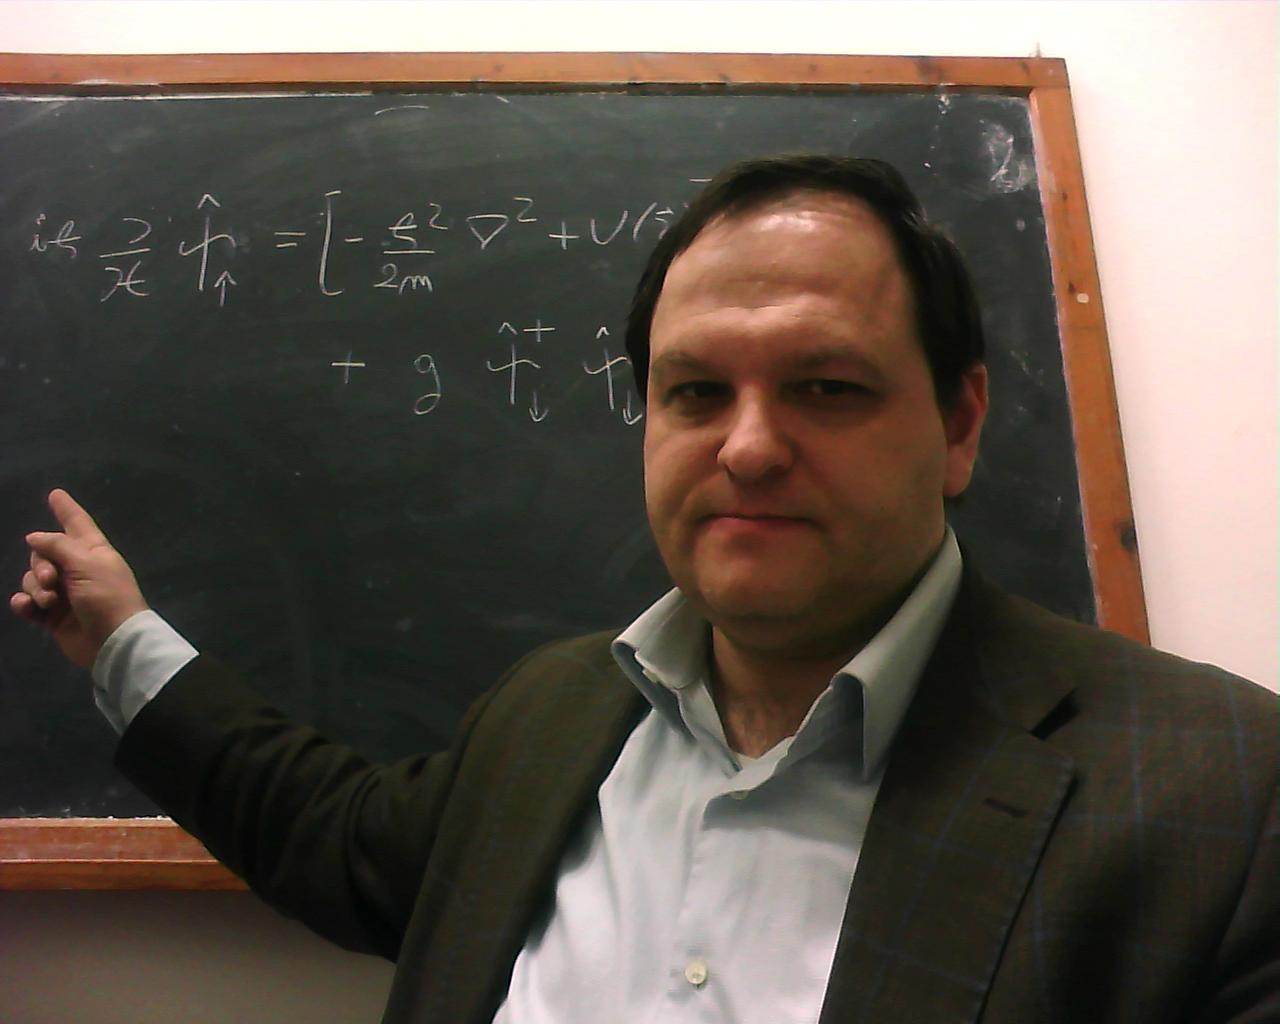 iħ ∂/∂t ψ̂↑ = [ - ħ²/2m ∇² + U(r⃗
+ g ψ̂⁺↓ ψ̂↓